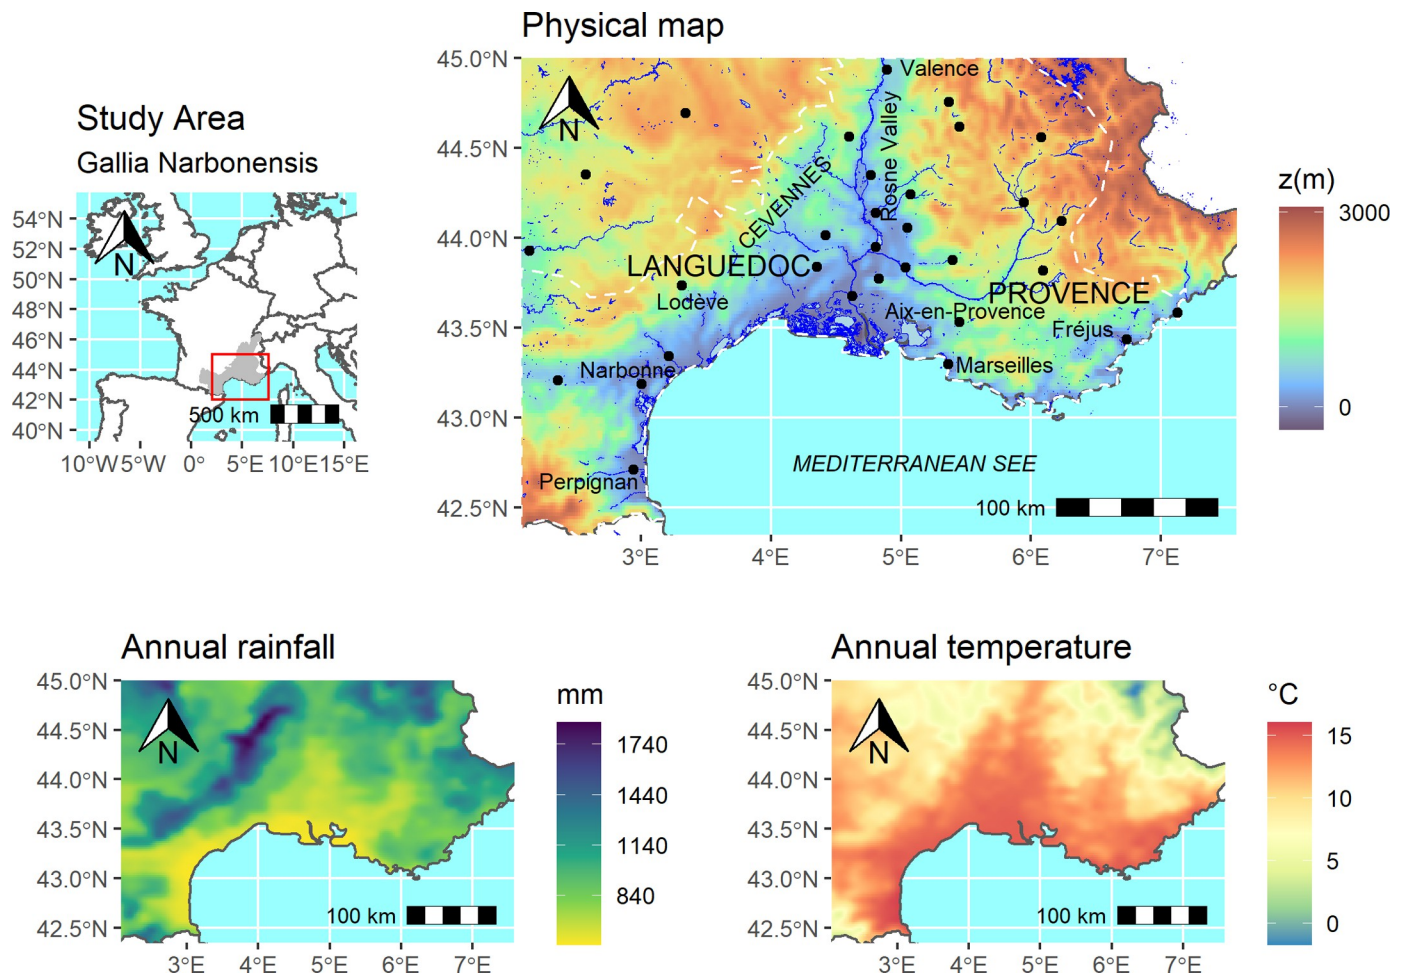 Physical map
45.0°N
44.5°N
44.0°N
43.5°N
43.0°N
42.5°N
N
Valence
Rosne Valley
CEVENNES
LANGUEDOC
Lodève
PROVENCE
Aix-en-Provence
Fréjus
Narbonne
Marseilles
MEDITERRANEAN SEE
Perpignan
100 km
3°E
4°E
5°E
6°E
7°E
z(m)
3000
0
Study Area
Gallia Narbonensis
54°N
52°N
50°N
48°N
46°N
44°N
42°N
40°N
N
500 km
10°W
5°W
0°
5°E
10°E
15°E
Annual rainfall
45.0°N
44.5°N
44.0°N
43.5°N
43.0°N
42.5°N
N
100 km
3°E
4°E
5°E
6°E
7°E
mm
1740
1440
1140
840
Annual temperature
45.0°N
44.5°N
44.0°N
43.5°N
43.0°N
42.5°N
N
100 km
3°E
4°E
5°E
6°E
7°E
°C
15
10
5
0